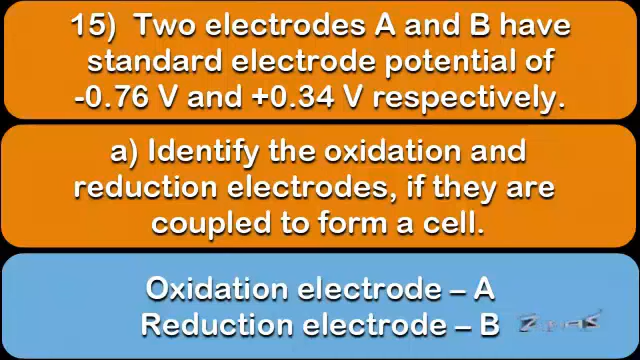 15) Two electrodes A and B have
standard electrode potential of
-0.76 V and +0.34 V respectively.
a) Identify the oxidation and
reduction electrodes, if they are
coupled to form a cell.
Oxidation electrode – A
Reduction electrode – B